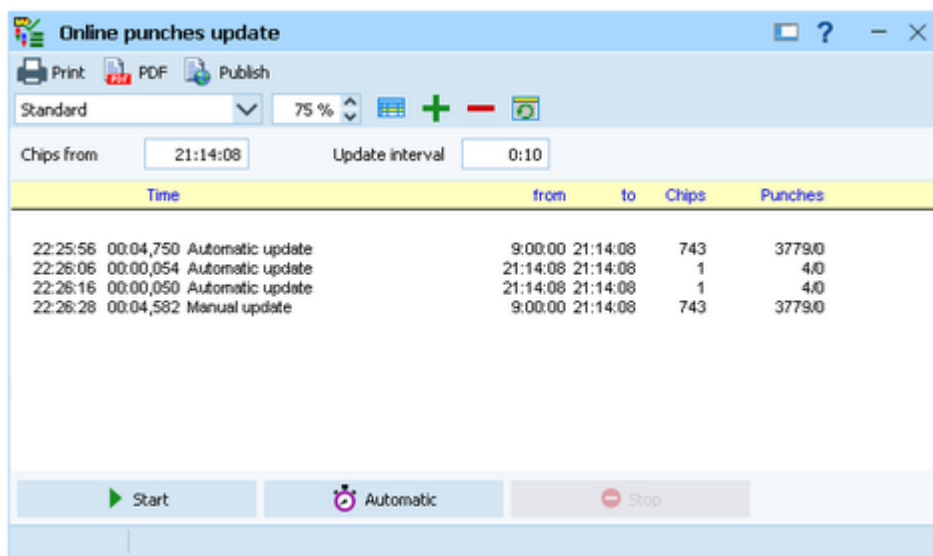 Online punches update
Print PDF Publish
Standard 75 %
Chips from 21:14:08 Update interval 0:10
Time from to Chips Punches
22:25:56 00:04,750 Automatic update 9:00:00 21:14:08 743 3779/0
22:26:06 00:00,054 Automatic update 21:14:08 21:14:08 1 4/0
22:26:16 00:00,050 Automatic update 21:14:08 21:14:08 1 4/0
22:26:28 00:04,582 Manual update 9:00:00 21:14:08 743 3779/0
Start Automatic Stop